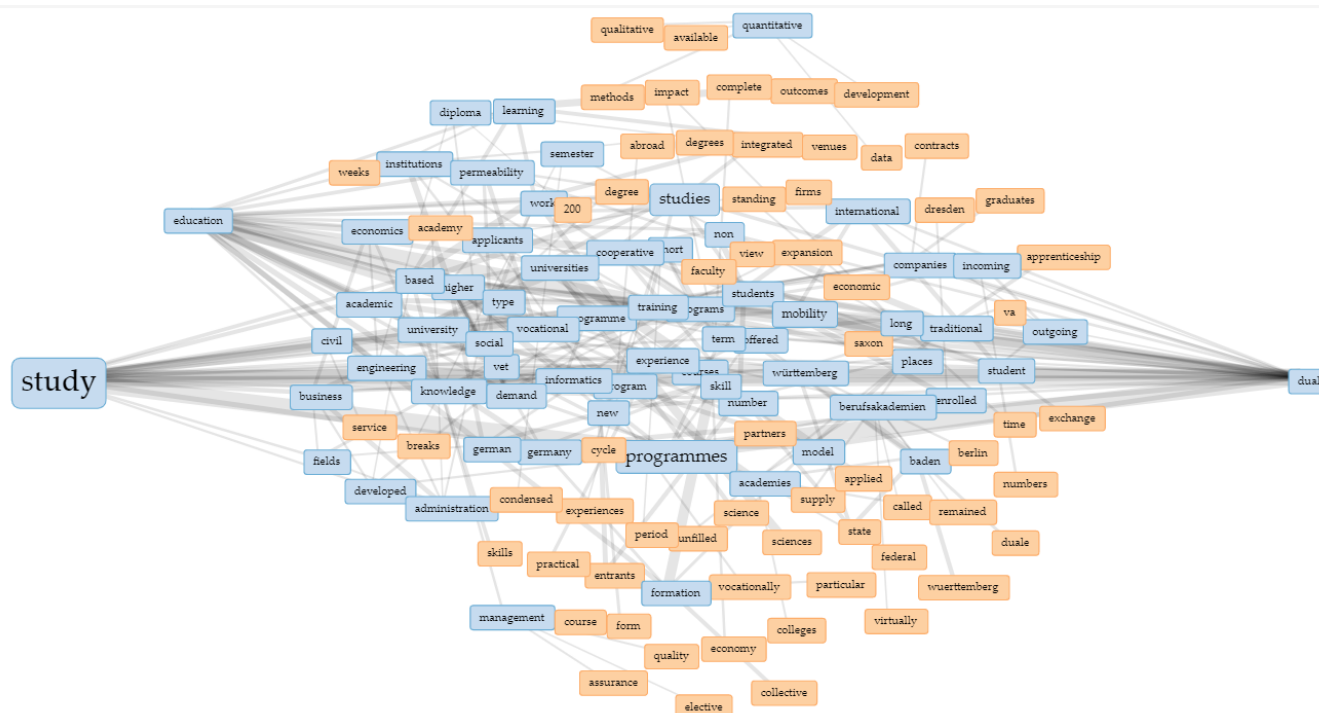 quantitative
qualitative
available
impact
complete
outcomes
development
methods
learning
diploma
abroad
degrees
integrated
venues
contracts
semester
data
institutions
weeks
permeability
degree
studies
standing
firms
graduates
work
200
international
dresden
education
academy
economics
applicants
non
cooperative
view
expansion
apprenticeship
universities
faculty
companies
incoming
based
higher
students
economic
academic
type
training
mobility
va
university
vocational
long
traditional
outgoing
civil
social
term
offered
saxon
experience
places
engineering
vet
courses
württemberg
student
study
informatics
program
skill
dual
knowledge
demand
business
number
berufsakademien
enrolled
new
exchange
service
time
partners
breaks
german
germany
cycle
programmes
model
baden
berlin
fields
developed
academies
applied
numbers
condensed
supply
administration
experiences
science
called
remained
period
unfilled
sciences
state
duale
skills
federal
practical
entrants
formation
vocationally
particular
wuerttemberg
management
course
form
virtually
colleges
economy
quality
assurance
collective
elective